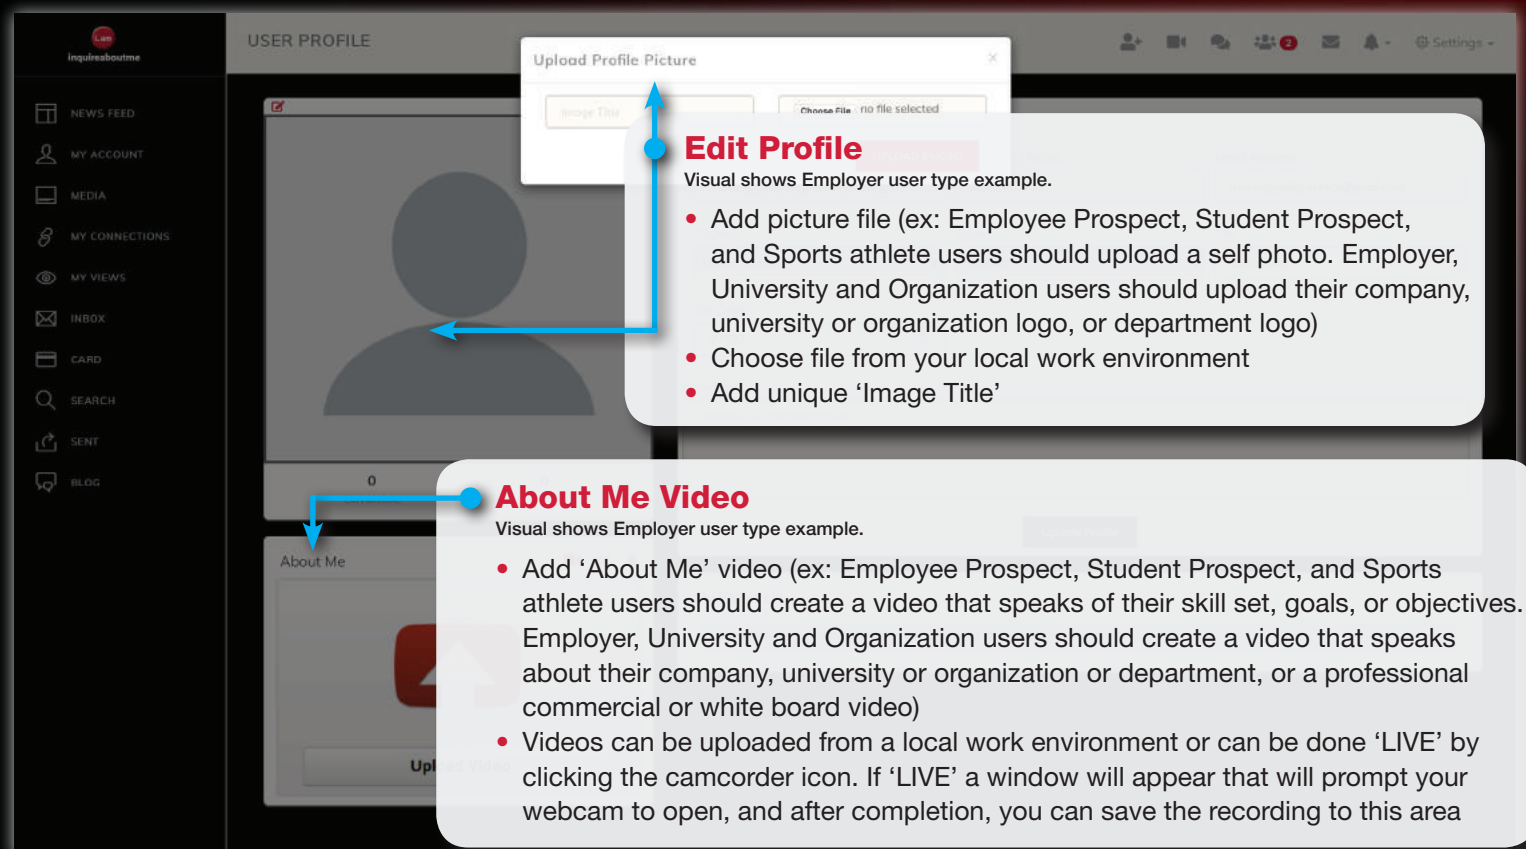 I.am
inquireaboutme
USER PROFILE
2
Settings
NEWS FEED
MY ACCOUNT
MEDIA
MY CONNECTIONS
MY VIEWS
INBOX
CARD
SEARCH
SENT
BLOG
Upload Profile Picture
×
Image Title
Choose File no file selected
Edit Profile
Visual shows Employer user type example.
• Add picture file (ex: Employee Prospect, Student Prospect,
and Sports athlete users should upload a self photo. Employer,
University and Organization users should upload their company,
university or organization logo, or department logo)
• Choose file from your local work environment
• Add unique ‘Image Title’
0
About Me
Upload Video
About Me Video
Visual shows Employer user type example.
• Add ‘About Me’ video (ex: Employee Prospect, Student Prospect, and Sports
athlete users should create a video that speaks of their skill set, goals, or objectives.
Employer, University and Organization users should create a video that speaks
about their company, university or organization or department, or a professional
commercial or white board video)
• Videos can be uploaded from a local work environment or can be done ‘LIVE’ by
clicking the camcorder icon. If ‘LIVE’ a window will appear that will prompt your
webcam to open, and after completion, you can save the recording to this area